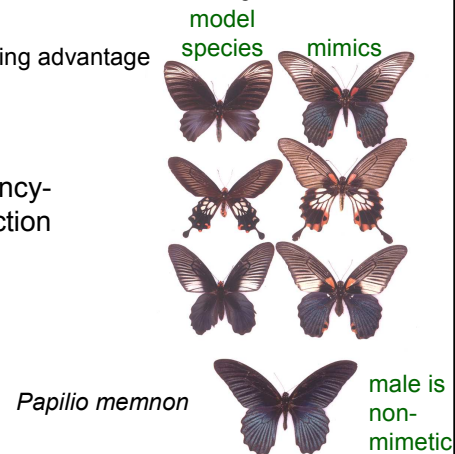 model
species
mimics
ing advantage
ncy-
ction
Papilio memnon
male is
non-
mimetic